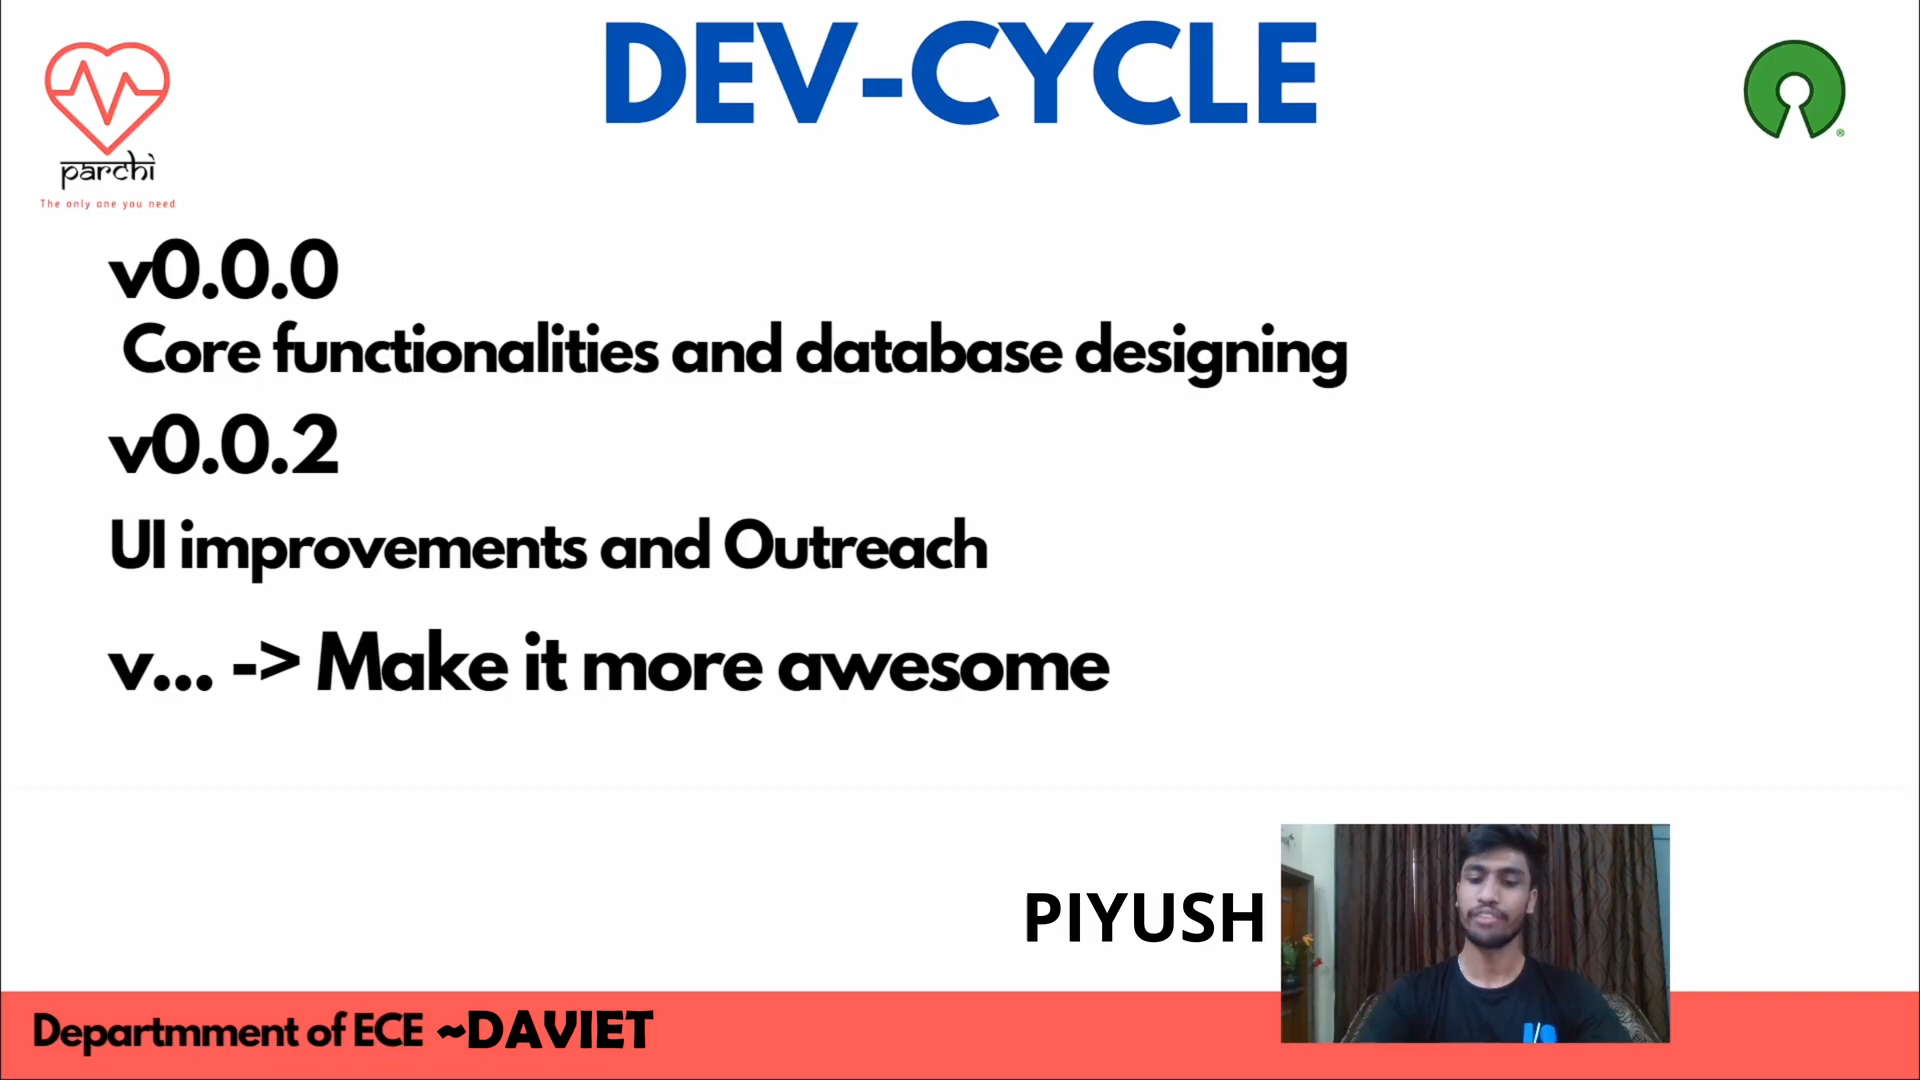 DEV-CYCLE
parchi
The only one you need
®
v0.0.0
Core functionalities and database designing
v0.0.2
UI improvements and Outreach
v... -> Make it more awesome
PIYUSH
Departmment of ECE ~DAVIET